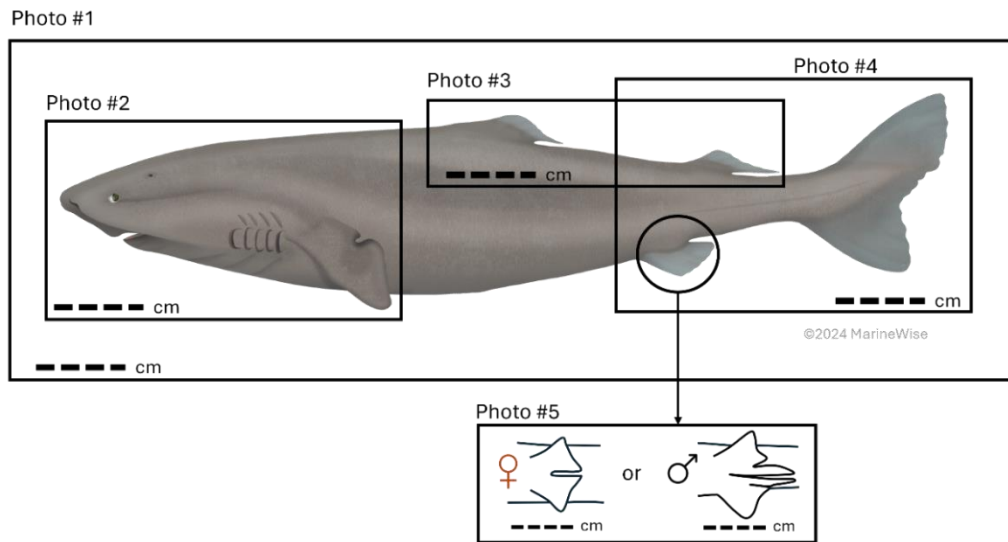 Photo #1
Photo #2
Photo #3
Photo #4
cm
cm
cm
cm
©2024 MarineWise
Photo #5
♀ or ♂
cm
cm